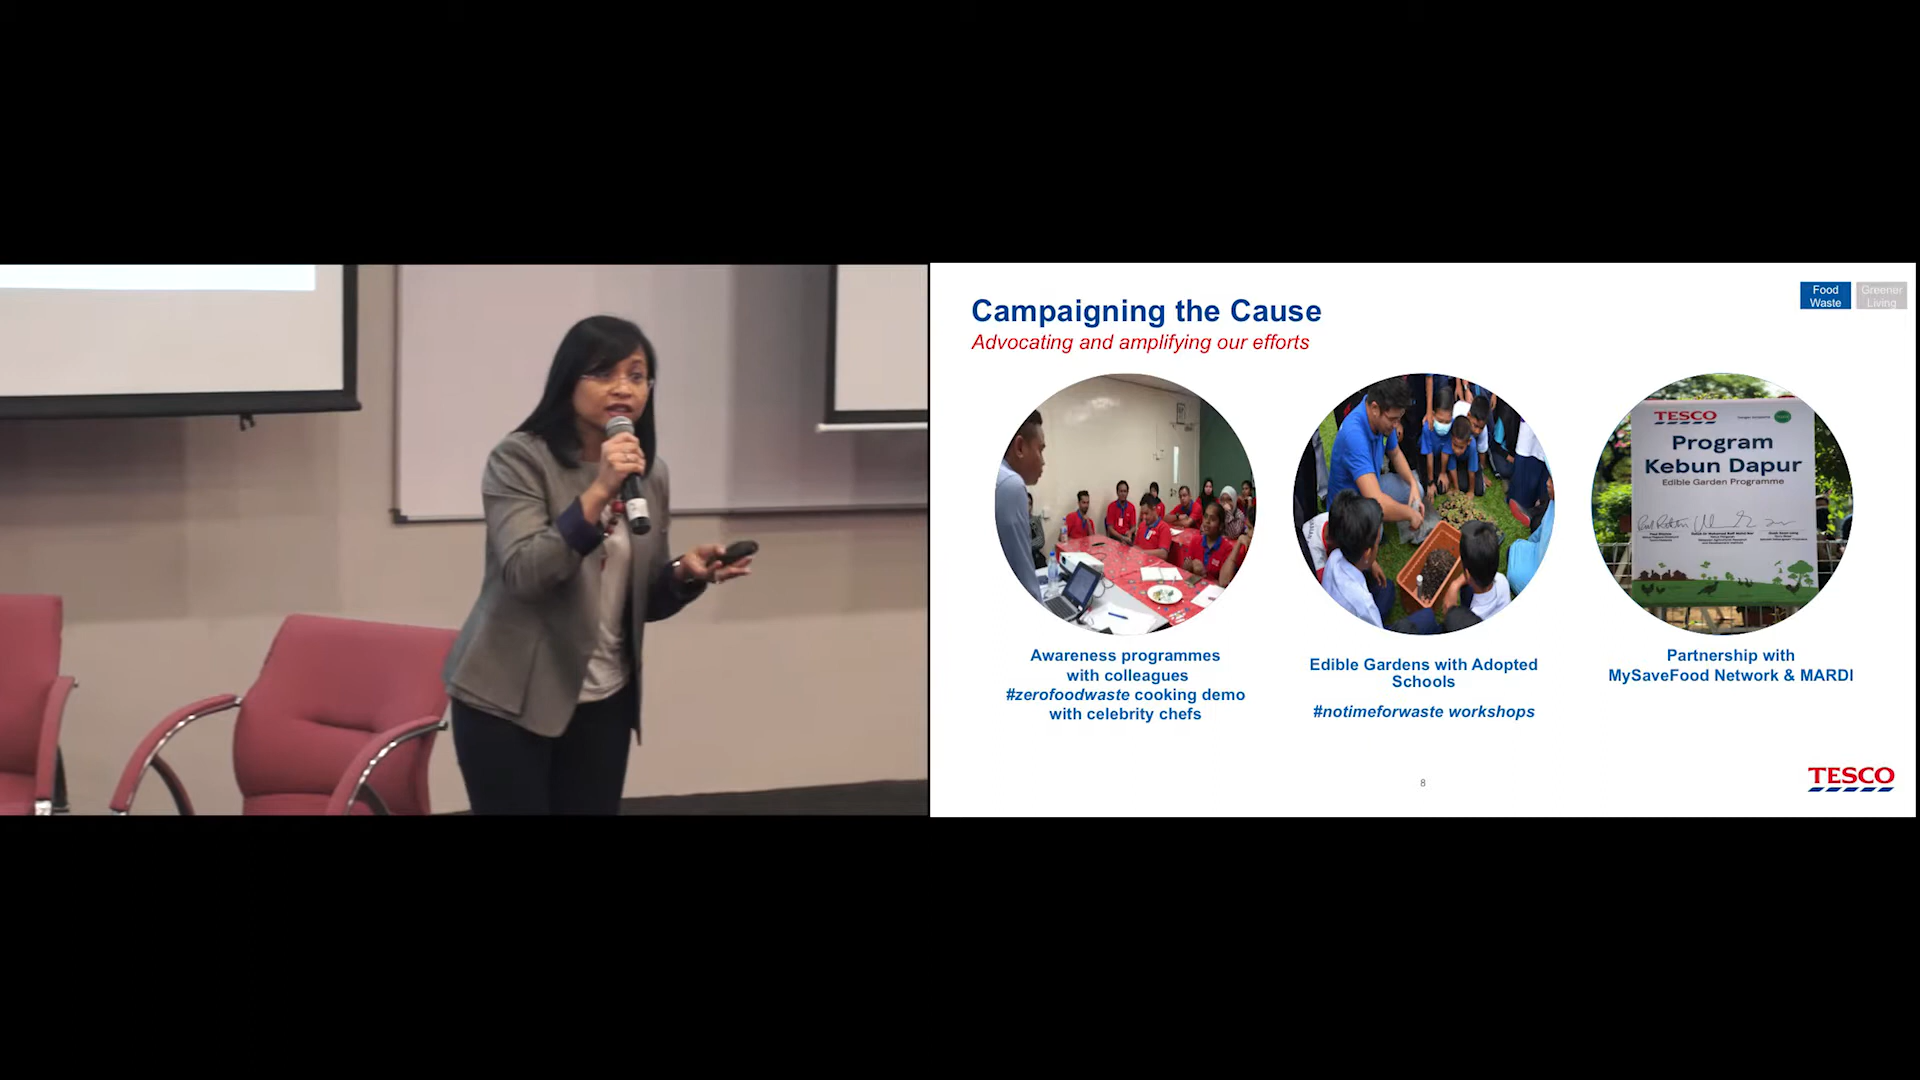 Food
Waste
Greener
Living
Campaigning the Cause
Advocating and amplifying our efforts
TESCO
Program
Kebun Dapur
Edible Garden Programme
Awareness programmes
with colleagues
#zerofoodwaste cooking demo
with celebrity chefs
Edible Gardens with Adopted
Schools
#notimeforwaste workshops
Partnership with
MySaveFood Network & MARDI
8
TESCO